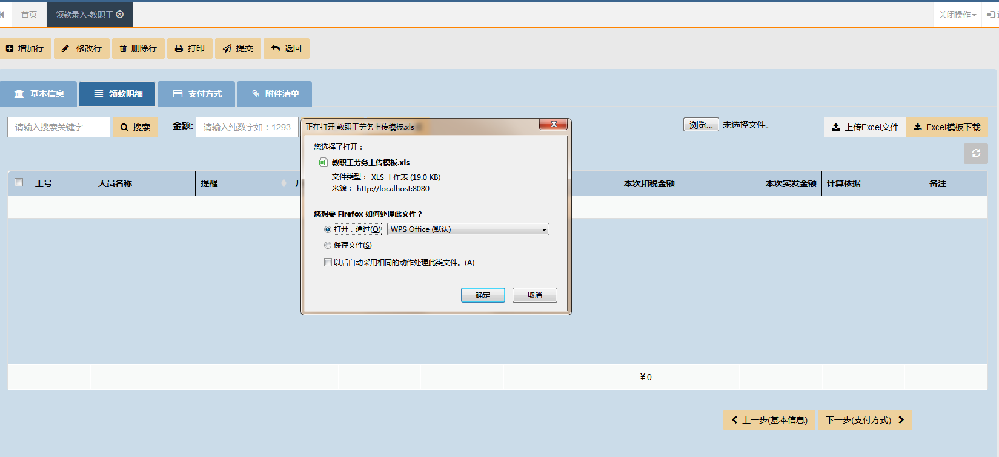 首页
领款录入-教职工
关闭操作
增加行
修改行
删除行
打印
提交
返回
基本信息
领款明细
支付方式
附件清单
请输入搜索关键字
搜索
金额:
请输入纯数字如：1293
浏览...
未选择文件。
上传Excel文件
Excel模板下载
工号
人员名称
提醒
本次扣税金额
本次实发金额
计算依据
备注
正在打开 教职工劳务上传模板.xls
您选择了打开：
教职工劳务上传模板.xls
文件类型： XLS 工作表 (19.0 KB)
来源： http://localhost:8080
您想要 Firefox 如何处理此文件？
打开，通过(O)
WPS Office (默认)
保存文件(S)
以后自动采用相同的动作处理此类文件。(A)
确定
取消
¥0
上一步(基本信息)
下一步(支付方式)